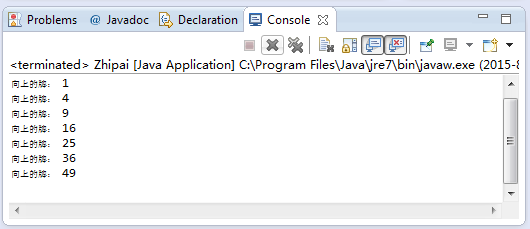 Problems @ Javadoc Declaration Console
<terminated> Zhipai [Java Application] C:\Program Files\Java\jre7\bin\javaw.exe (2015-8
向上的牌： 1
向上的牌： 4
向上的牌： 9
向上的牌： 16
向上的牌： 25
向上的牌： 36
向上的牌： 49